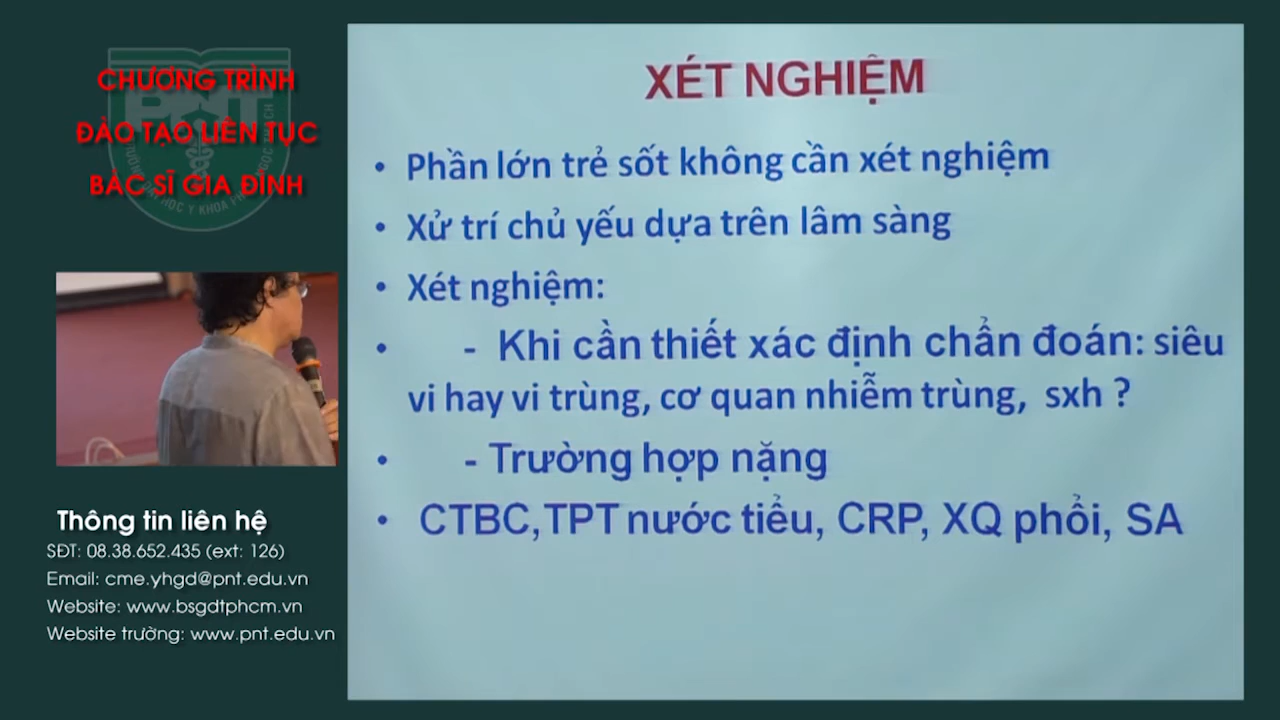 CHƯƠNG TRÌNH
ĐÀO TẠO LIÊN TỤC
BÁC SĨ GIA ĐÌNH
PNT
Thông tin liên hệ
SĐT: 08.38.652.435 (ext: 126)
Email: cme.yhgd@pnt.edu.vn
Website: www.bsgdtphcm.vn
Website trường: www.pnt.edu.vn
XÉT NGHIỆM
• Phần lớn trẻ sốt không cần xét nghiệm
• Xử trí chủ yếu dựa trên lâm sàng
• Xét nghiệm:
• - Khi cần thiết xác định chẩn đoán: siêu
vi hay vi trùng, cơ quan nhiễm trùng, sxh ?
• - Trường hợp nặng
• CTBC,TPT nước tiểu, CRP, XQ phổi, SA